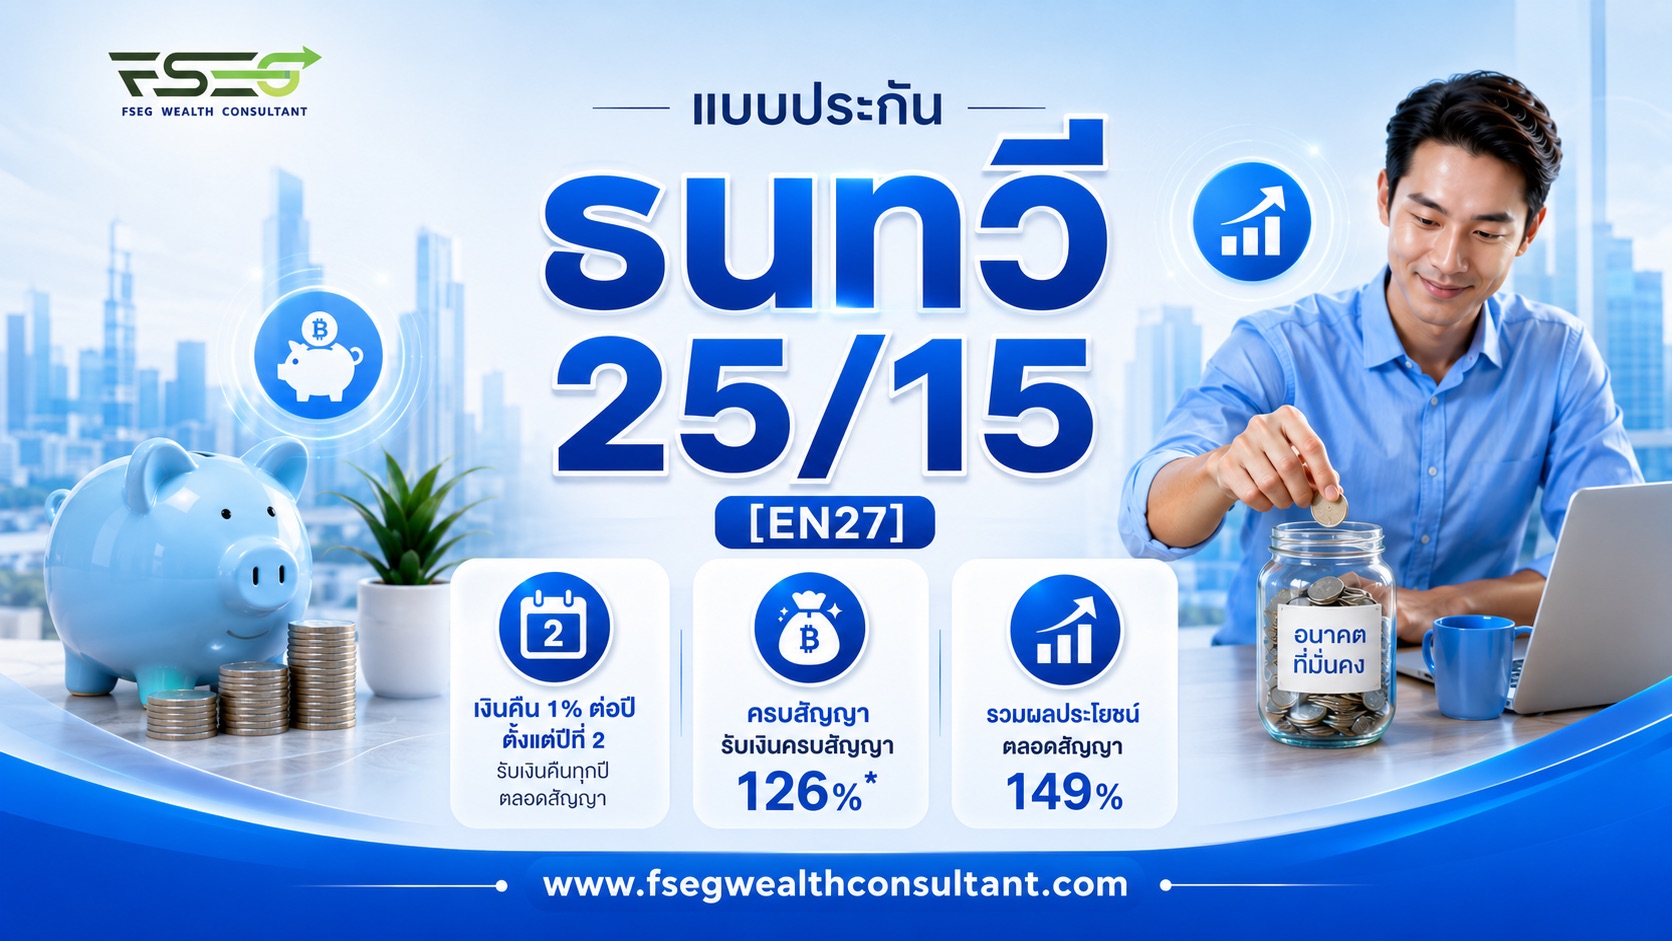 FSEG
FSEG WEALTH CONSULTANT
แบบประกัน
ธนทวี
25/15
[EN27]
2
เงินคืน 1% ต่อปี
ตั้งแต่ปีที่ 2
รับเงินคืนทุกปี
ตลอดสัญญา
ครบสัญญา
รับเงินครบสัญญา
126%*
รวมผลประโยชน์
ตลอดสัญญา
149%
อนาคต
ที่มั่นคง
www.fsegwealthconsultant.com